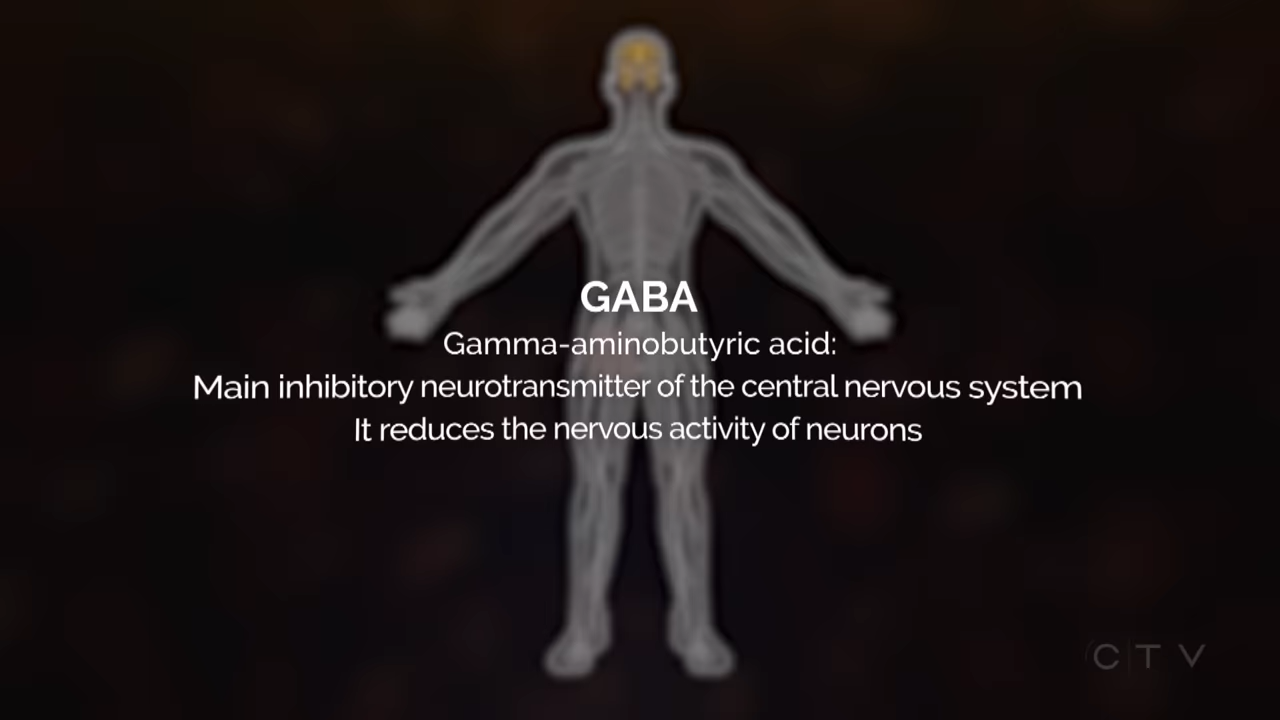 GABA
Gamma-aminobutyric acid:
Main inhibitory neurotransmitter of the central nervous system
It reduces the nervous activity of neurons
CTV